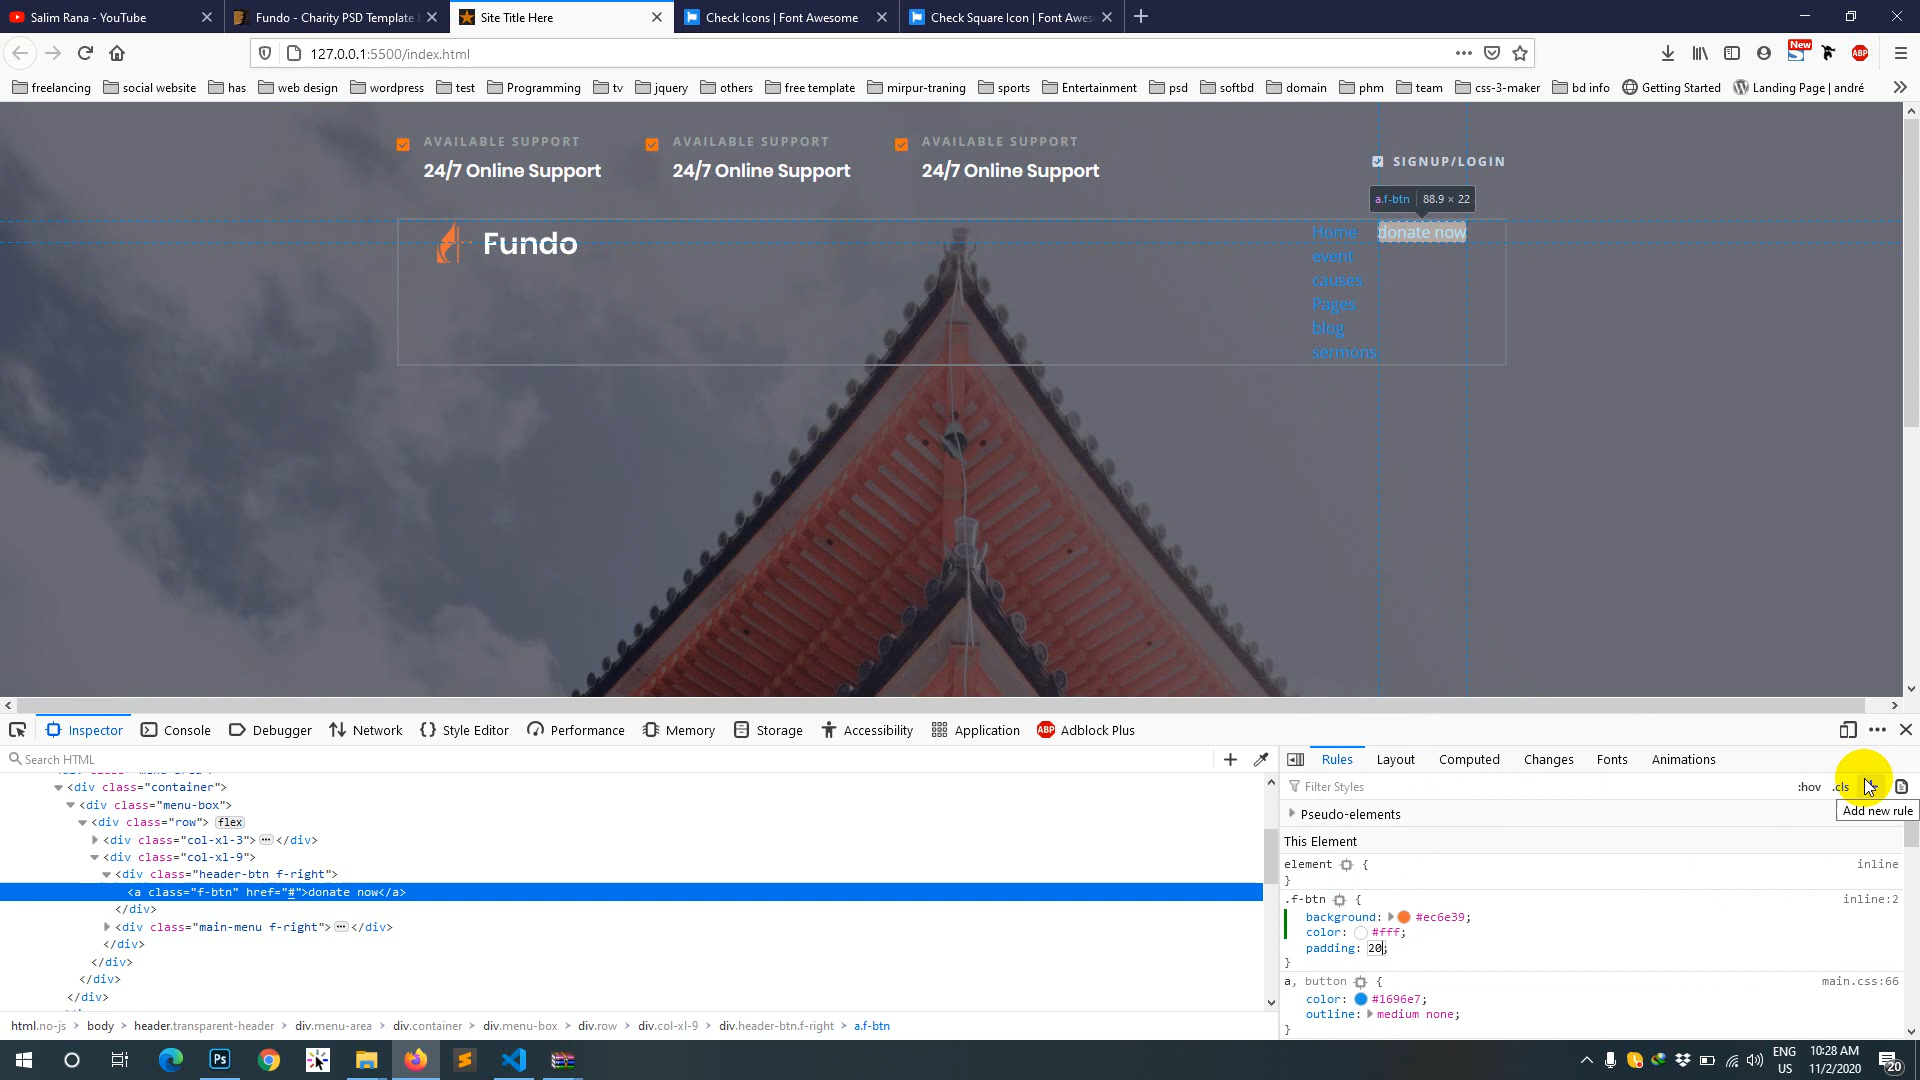 Salim Rana - YouTube
Fundo - Charity PSD Template
Site Title Here
Check Icons | Font Awesome
Check Square Icon | Font Awes
127.0.0.1:5500/index.html
New
ABP
freelancing
social website
has
web design
wordpress
test
Programming
tv
jquery
others
free template
mirpur-traning
sports
Entertainment
psd
softbd
domain
phm
team
css-3-maker
bd info
Getting Started
Landing Page | andré
AVAILABLE SUPPORT
24/7 Online Support
AVAILABLE SUPPORT
24/7 Online Support
AVAILABLE SUPPORT
24/7 Online Support
SIGNUP/LOGIN
a.f-btn | 88.9 × 22
Fundo
Home
event
causes
Pages
blog
sermons
donate now
Inspector
Console
Debugger
Network
Style Editor
Performance
Memory
Storage
Accessibility
Application
ABP
Adblock Plus
Search HTML
<div class="container">
<div class="menu-box">
<div class="row"> flex
<div class="col-xl-3"> ••• </div>
<div class="col-xl-9">
<div class="header-btn f-right">
<a class="f-btn" href="#">donate now</a>
</div>
<div class="main-menu f-right"> ••• </div>
</div>
</div>
</div>
</div>
html.no-js
body
header.transparent-header
div.menu-area
div.container
div.menu-box
div.row
div.col-xl-9
div.header-btn.f-right
a.f-btn
Rules
Layout
Computed
Changes
Fonts
Animations
Filter Styles
:hov
.cls
Add new rule
Pseudo-elements
This Element
element {
inline
}
.f-btn {
inline:2
background: #ec6e39;
color: #fff;
padding: 20;
}
a, button {
main.css:66
color: #1696e7;
outline: medium none;
}
Ps
ENG
US
10:28 AM
11/2/2020
20